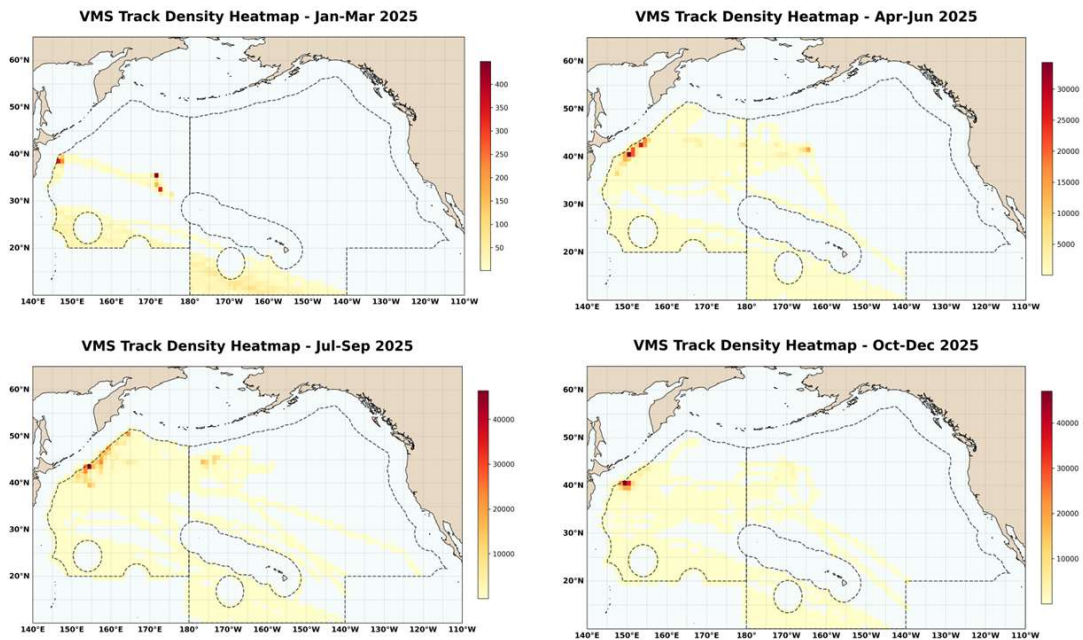 VMS Track Density Heatmap - Jan-Mar 2025
60°N
50°N
40°N
30°N
20°N
140°E 150°E 160°E 170°E 180° 170°W 160°W 150°W 140°W 130°W 120°W 110°W
400
350
300
250
200
150
100
50
VMS Track Density Heatmap - Apr-Jun 2025
60°N
50°N
40°N
30°N
20°N
140°E 150°E 160°E 170°E 180° 170°W 160°W 150°W 140°W 130°W 120°W 110°W
30000
25000
20000
15000
10000
5000
VMS Track Density Heatmap - Jul-Sep 2025
60°N
50°N
40°N
30°N
20°N
140°E 150°E 160°E 170°E 180° 170°W 160°W 150°W 140°W 130°W 120°W 110°W
40000
30000
20000
10000
VMS Track Density Heatmap - Oct-Dec 2025
60°N
50°N
40°N
30°N
20°N
140°E 150°E 160°E 170°E 180° 170°W 160°W 150°W 140°W 130°W 120°W 110°W
40000
30000
20000
10000